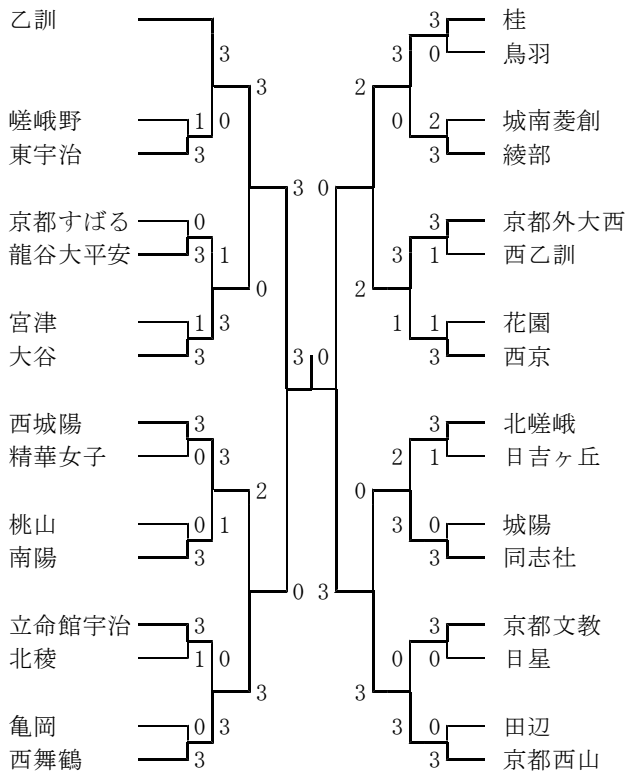 乙訓 3 桂
3 3 0 鳥羽
3 2
嵯峨野 1 0 0 2 城南菱創
東宇治 3 3 綾部
3 0
京都すばる 0 3 京都外大西
龍谷大平安 3 1 3 1 西乙訓
0 2
宮津 1 3 1 1 花園
大谷 3 3 0 3 西京
西城陽 3 3 北嵯峨
精華女子 0 3 2 1 日吉ヶ丘
2 0
桃山 0 1 3 0 城陽
南陽 3 3 同志社
0 3
立命館宇治 3 3 京都文教
北稜 1 0 0 0 日星
3 3
亀岡 0 3 3 0 田辺
西舞鶴 3 3 京都西山